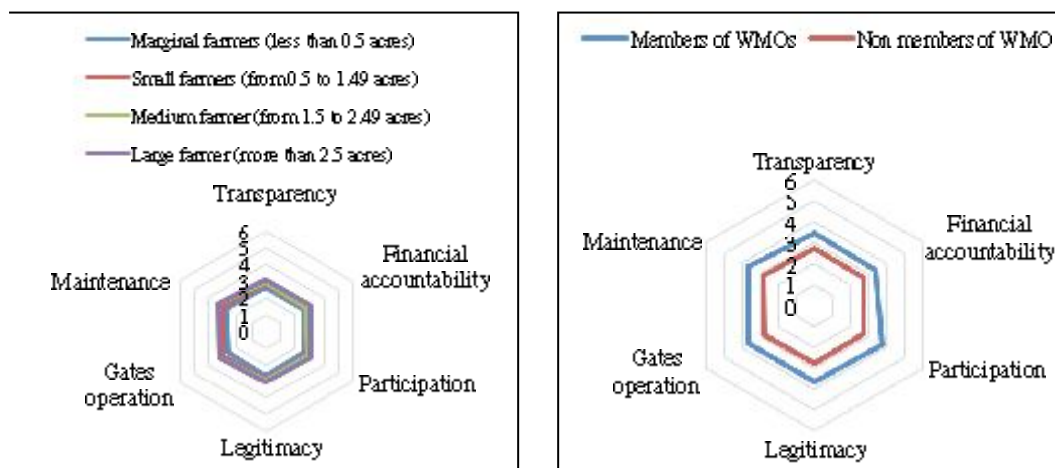 Marginal farmers (less than 0.5 acres)
Small farmers (from 0.5 to 1.49 acres)
Medium farmer (from 1.5 to 2.49 acres)
Large farmer (more than 2.5 acres)
Transparency
6
5
4
3
2
1
0
Financial
accountability
Participation
Legitimacy
Gates
operation
Maintenance
Members of WMOs
Non members of WMO
Transparency
6
5
4
3
2
1
0
Financial
accountability
Participation
Legitimacy
Gates
operation
Maintenance